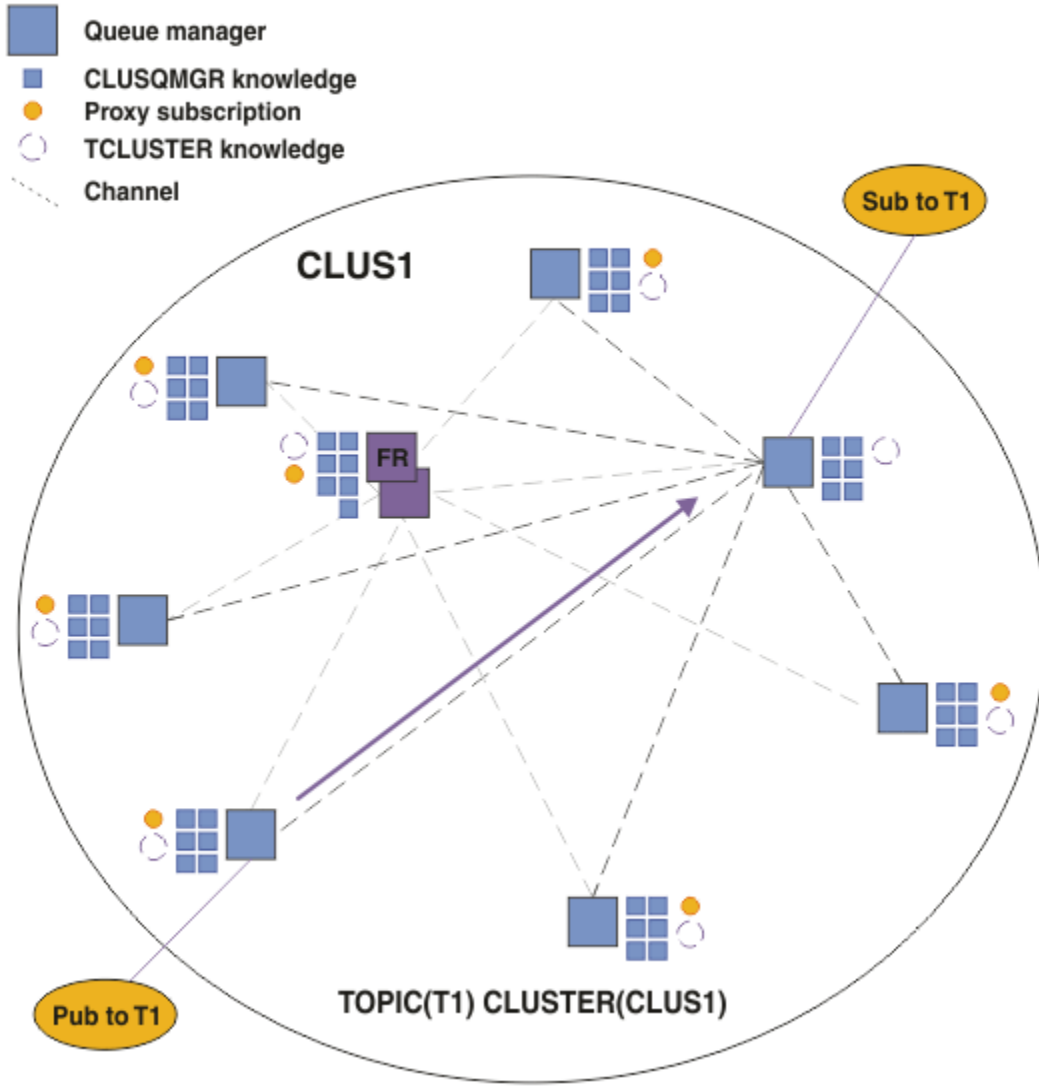 Queue manager
CLUSQMGR knowledge
Proxy subscription
TCLUSTER knowledge
Channel
Sub to T1
CLUS1
FR
TOPIC(T1) CLUSTER(CLUS1)
Pub to T1